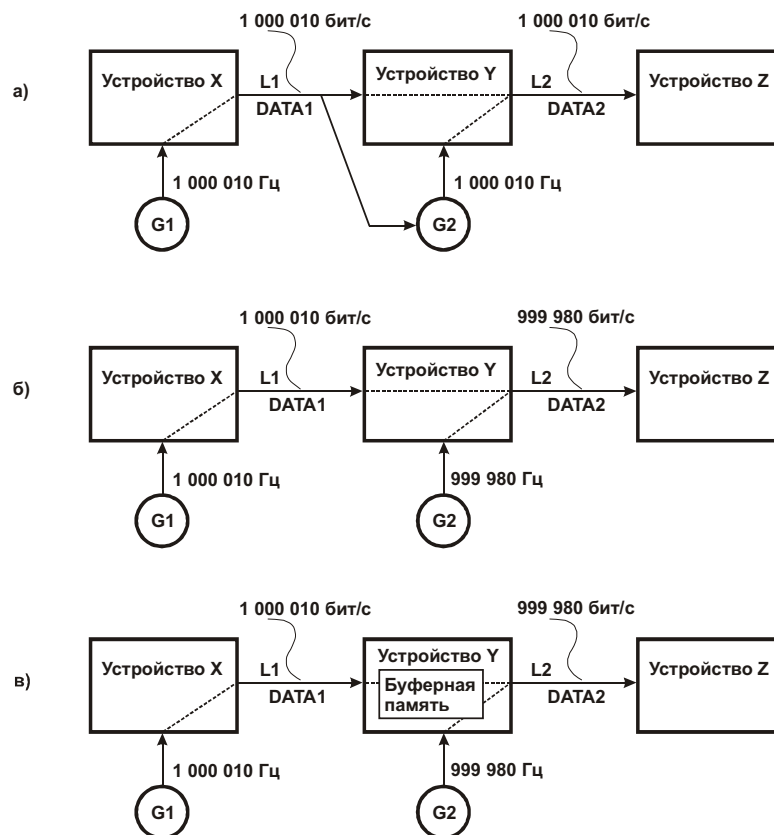 1 000 010 бит/с
1 000 010 бит/с
а)
Устройство X
L1
DATA1
Устройство Y
L2
DATA2
Устройство Z
1 000 010 Гц
1 000 010 Гц
G1
G2
1 000 010 бит/с
999 980 бит/с
б)
Устройство X
L1
DATA1
Устройство Y
L2
DATA2
Устройство Z
1 000 010 Гц
999 980 Гц
G1
G2
1 000 010 бит/с
999 980 бит/с
в)
Устройство X
L1
DATA1
Устройство Y
Буферная
память
L2
DATA2
Устройство Z
1 000 010 Гц
999 980 Гц
G1
G2